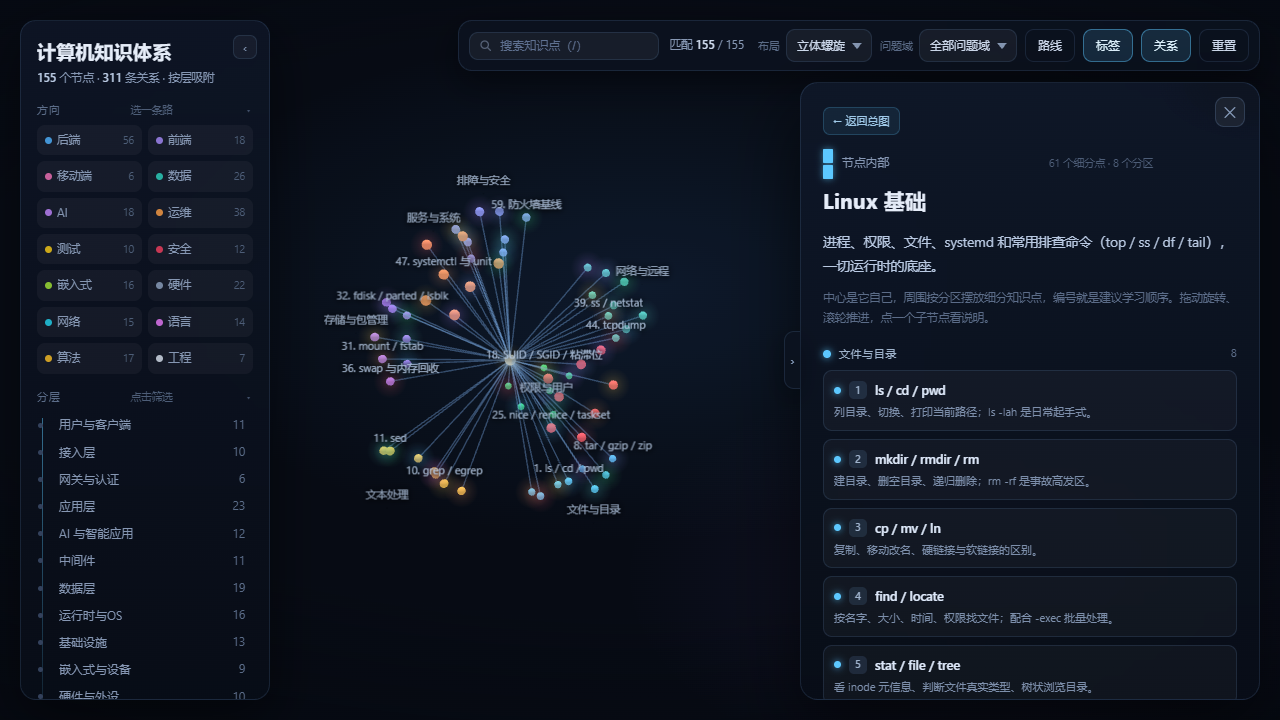 计算机知识体系
‹
155 个节点 · 311 条关系 · 按层吸附
方向
选一条路
·
后端 56
前端 18
移动端 6
数据 26
AI 18
运维 38
测试 10
安全 12
嵌入式 16
硬件 22
网络 15
语言 14
算法 17
工程 7
分层
点击筛选
·
用户与客户端 11
接入层 10
网关与认证 6
应用层 23
AI 与智能应用 12
中间件 11
数据层 19
运行时与OS 16
基础设施 13
嵌入式与设备 9
硬件与外设 10
搜索知识点（/）
匹配 155 / 155
布局
立体螺旋
问题域
全部问题域
路线
标签
关系
重置
排障与安全
59. 防火墙基线
服务与系统
47. systemctl 与 unit
网络与远程
32. fdisk / parted / lsblk
39. ss / netstat
存储与包管理
44. tcpdump
31. mount / fstab
18. SUID / SGID / 粘滞位
36. swap 与内存回收
权限与用户
25. nice / renice / taskset
11. sed
8. tar / gzip / zip
10. grep / egrep
1. ls / cd / pwd
文本处理
文件与目录
›
← 返回总图
节点内部
61 个细分点 · 8 个分区
Linux 基础
进程、权限、文件、systemd 和常用排查命令（top / ss / df / tail），
一切运行时的底座。
中心是它自己，周围按分区摆放细分知识点，编号就是建议学习顺序。拖动旋转、
滚轮推进，点一个子节点看说明。
文件与目录 8
1 ls / cd / pwd
列目录、切换、打印当前路径；ls -lah 是日常起手式。
2 mkdir / rmdir / rm
建目录、删空目录、递归删除；rm -rf 是事故高发区。
3 cp / mv / ln
复制、移动改名、硬链接与软链接的区别。
4 find / locate
按名字、大小、时间、权限找文件；配合 -exec 批量处理。
5 stat / file / tree
看 inode 元信息、判断文件真实类型、树状浏览目录。